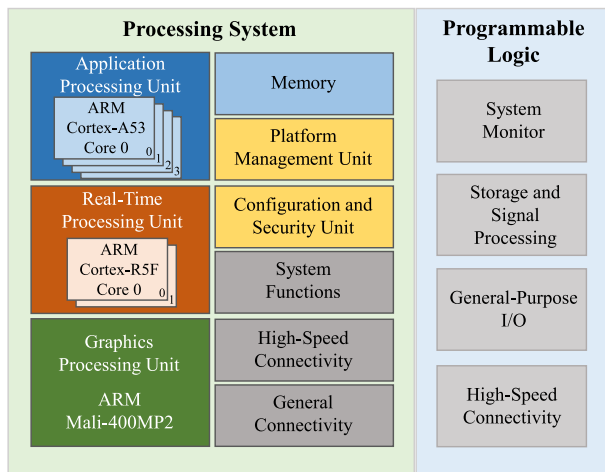 Processing System
Application
Processing Unit
ARM
Cortex-A53
Core 0
0
1
2
3
Memory
Platform
Management Unit
Real-Time
Processing Unit
ARM
Cortex-R5F
Core 0
0
1
Configuration and
Security Unit
System
Functions
Graphics
Processing Unit
ARM
Mali-400MP2
High-Speed
Connectivity
General
Connectivity
Programmable
Logic
System
Monitor
Storage and
Signal
Processing
General-Purpose
I/O
High-Speed
Connectivity